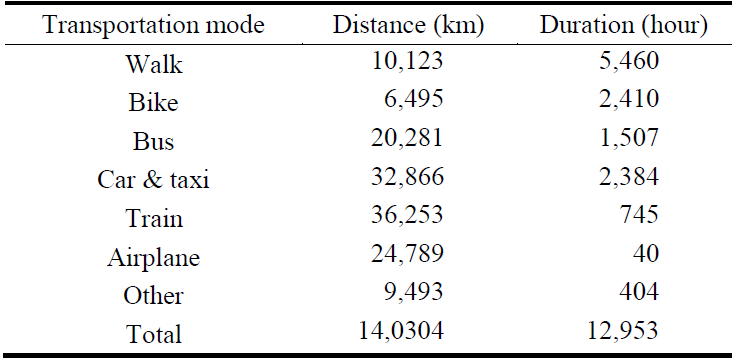 Transportation mode Distance (km) Duration (hour)
Walk 10,123 5,460
Bike 6,495 2,410
Bus 20,281 1,507
Car & taxi 32,866 2,384
Train 36,253 745
Airplane 24,789 40
Other 9,493 404
Total 14,0304 12,953